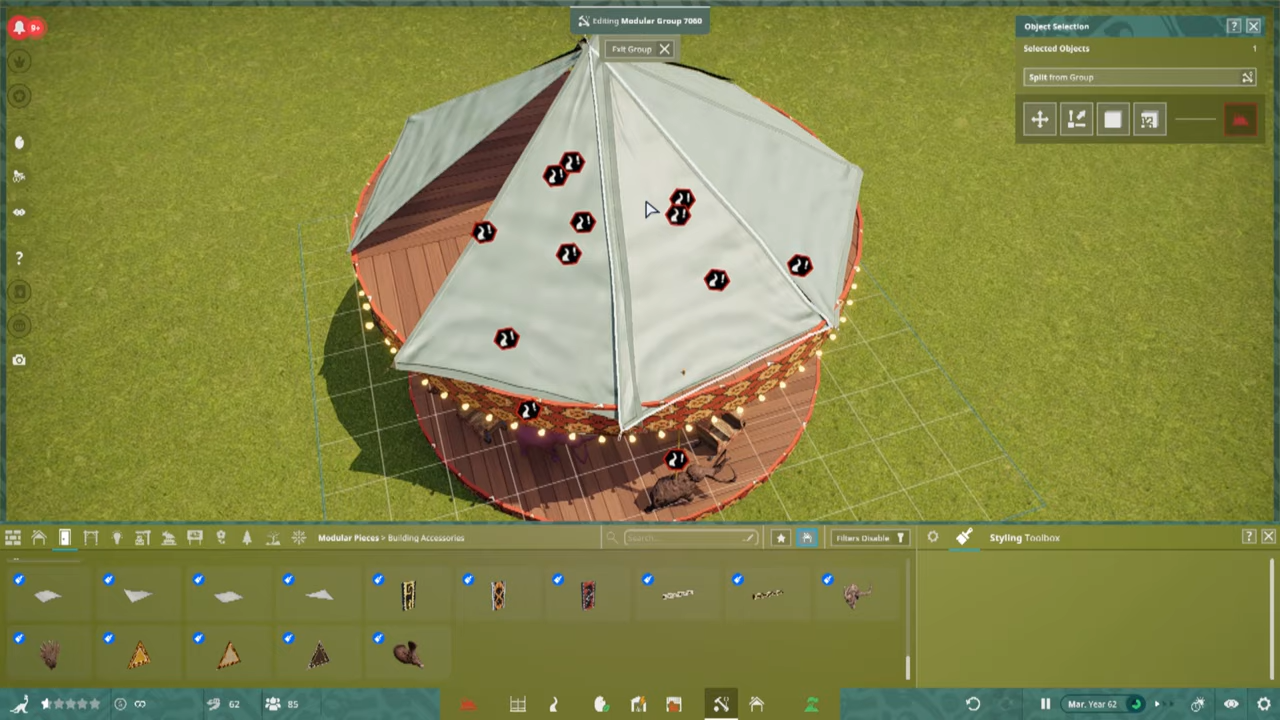 9+
Editing Modular Group 7060
Exit Group
Object Selection
?
Selected Objects 1
Split from Group
?
Modular Pieces > Building Accessories
Search...
Filters Disable
Styling Toolbox
?
62
85
Mar. Year 62